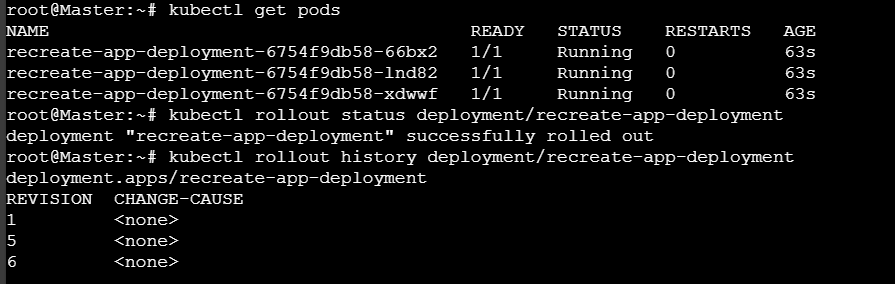 root@Master:~# kubectl get pods
NAME READY STATUS RESTARTS AGE
recreate-app-deployment-6754f9db58-66bx2 1/1 Running 0 63s
recreate-app-deployment-6754f9db58-lnd82 1/1 Running 0 63s
recreate-app-deployment-6754f9db58-xdwwf 1/1 Running 0 63s
root@Master:~# kubectl rollout status deployment/recreate-app-deployment
deployment "recreate-app-deployment" successfully rolled out
root@Master:~# kubectl rollout history deployment/recreate-app-deployment
deployment.apps/recreate-app-deployment
REVISION CHANGE-CAUSE
1 <none>
5 <none>
6 <none>